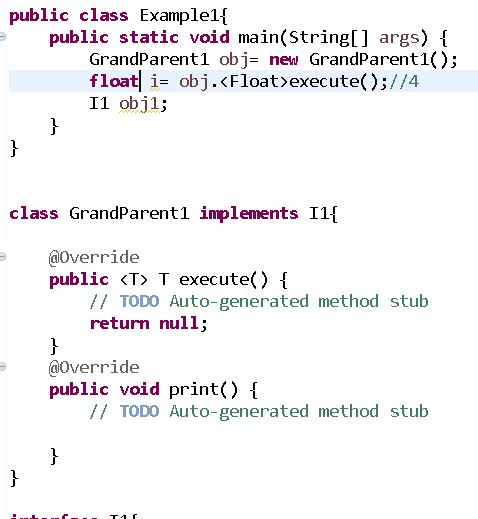 public class Example1{
public static void main(String[] args) {
GrandParent1 obj= new GrandParent1();
float i= obj.<Float>execute();//4
I1 obj1;
}
}
class GrandParent1 implements I1{
@Override
public <T> T execute() {
// TODO Auto-generated method stub
return null;
}
@Override
public void print() {
// TODO Auto-generated method stub
}
}
interface I1{